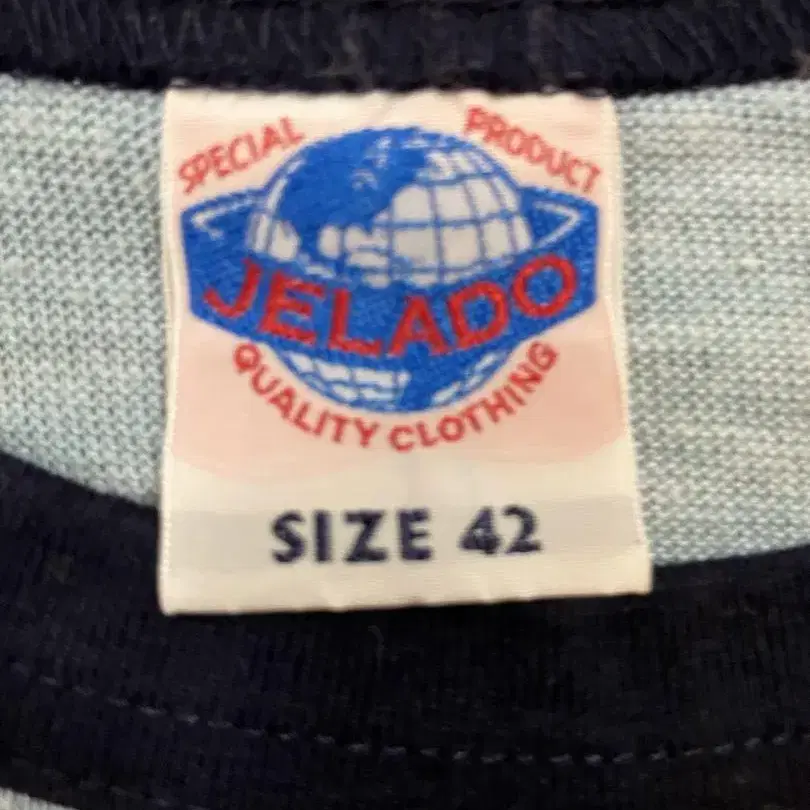 SPECIAL PRODUCT
JELADO
QUALITY CLOTHING
SIZE 42